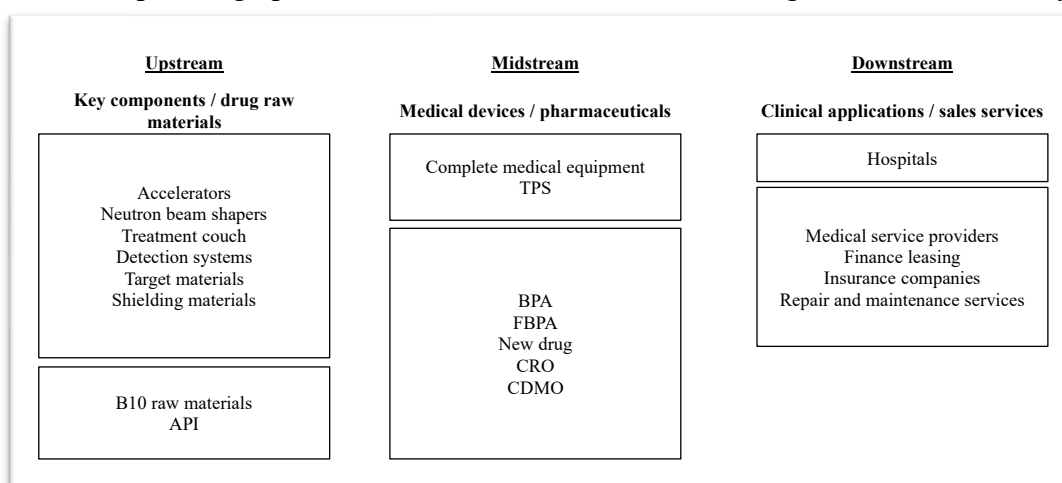 Upstream
Key components / drug raw
materials
Accelerators
Neutron beam shapers
Treatment couch
Detection systems
Target materials
Shielding materials
B10 raw materials
API
Midstream
Medical devices / pharmaceuticals
Complete medical equipment
TPS
BPA
FBPA
New drug
CRO
CDMO
Downstream
Clinical applications / sales services
Hospitals
Medical service providers
Finance leasing
Insurance companies
Repair and maintenance services